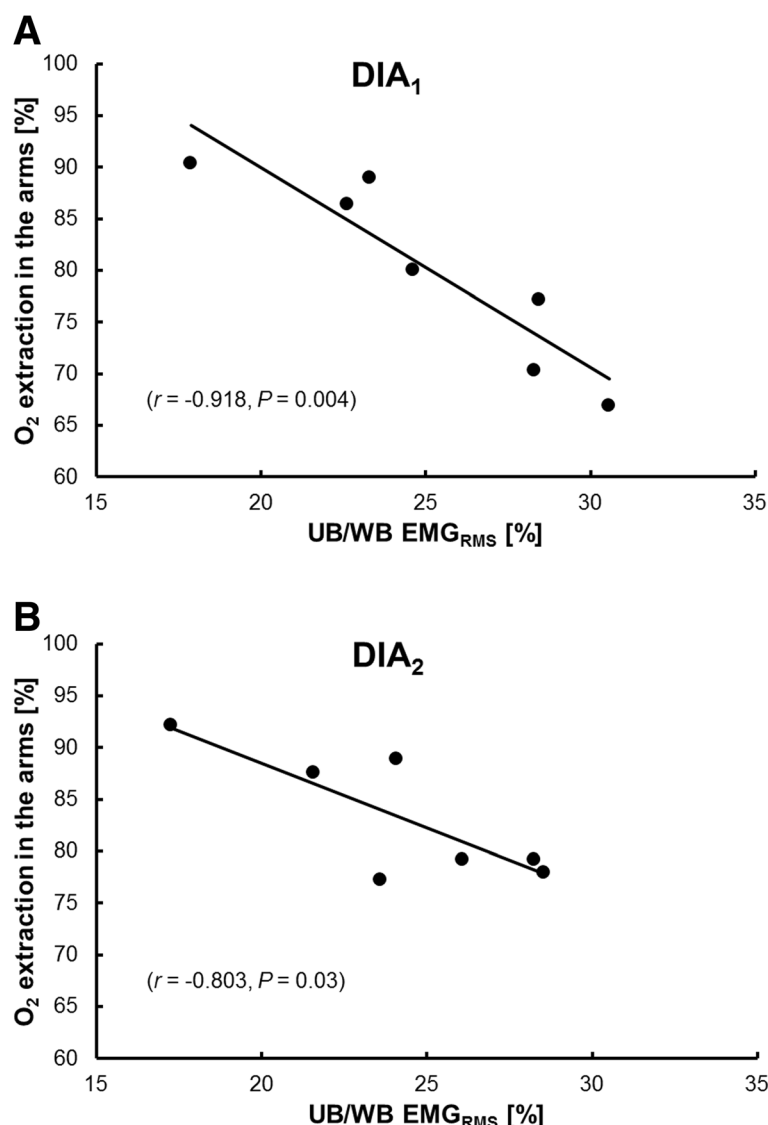 A
DIA₁
O₂ extraction in the arms [%]
100
95
90
85
80
75
70
65
60
(r = -0.918, P = 0.004)
15 20 25 30 35
UB/WB EMG_RMS [%]
B
DIA₂
O₂ extraction in the arms [%]
100
95
90
85
80
75
70
65
60
(r = -0.803, P = 0.03)
15 20 25 30 35
UB/WB EMG_RMS [%]